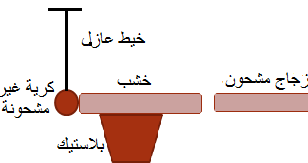 خيط عازل
خشب
زجاج مشحون
كرية غير
مشحونة
بلاستيك